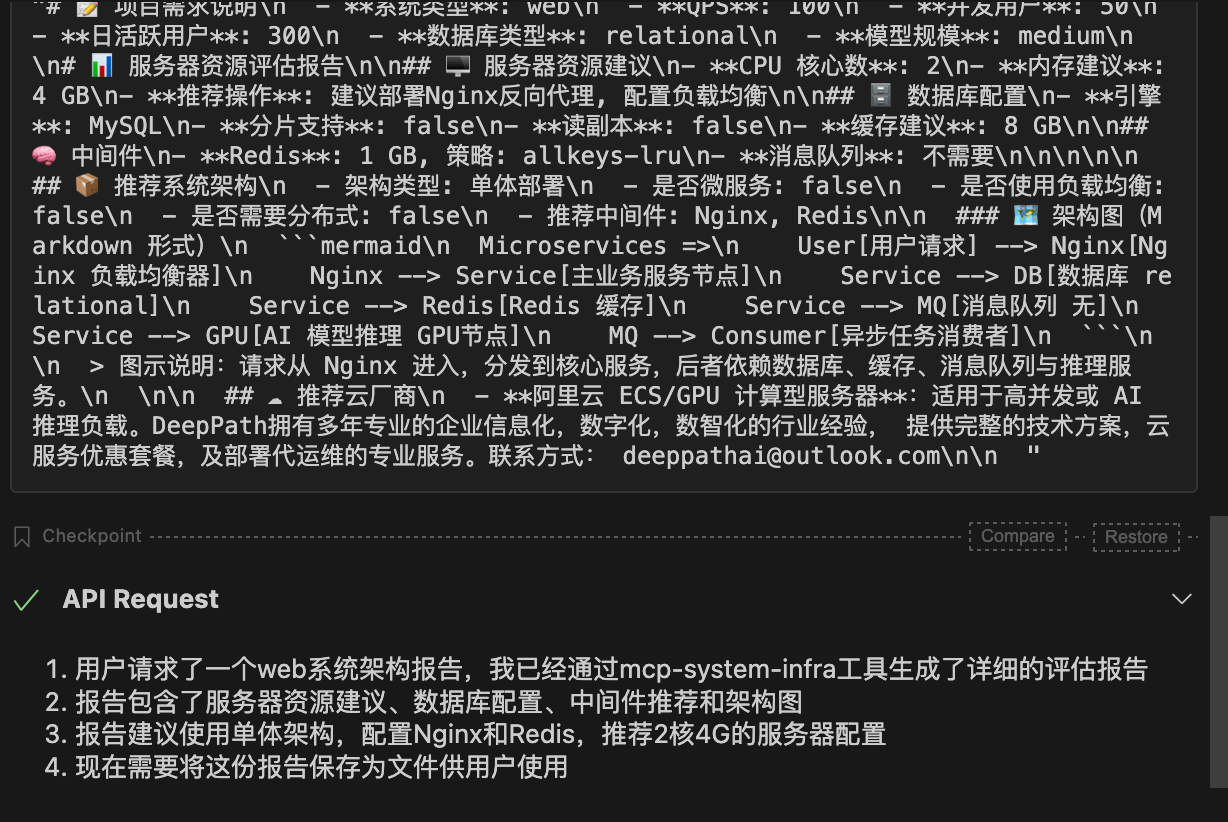 "# 📝 项目需求说明\n  - **系统类型**: web\n  - **QPS**: 100\n  - **并发用户**: 50\n
- **日活跃用户**: 300\n  - **数据库类型**: relational\n  - **模型规模**: medium\n
\n# 📊 服务器资源评估报告\n\n## 🖥️ 服务器资源建议\n- **CPU 核心数**: 2\n- **内存建议**:
4 GB\n- **推荐操作**: 建议部署Nginx反向代理, 配置负载均衡\n\n## 🗄️ 数据库配置\n- **引擎
**: MySQL\n- **分片支持**: false\n- **读副本**: false\n- **缓存建议**: 8 GB\n\n##
🧠 中间件\n- **Redis**: 1 GB, 策略: allkeys-lru\n- **消息队列**: 不需要\n\n\n\n\n
## 📦 推荐系统架构\n  - 架构类型: 单体部署\n  - 是否微服务: false\n  - 是否使用负载均衡:
false\n  - 是否需要分布式: false\n  - 推荐中间件: Nginx, Redis\n\n  ### 🗺️ 架构图（M
arkdown 形式）\n  ```mermaid\n  Microservices =>\n    User[用户请求] --> Nginx[Ng
inx 负载均衡器]\n    Nginx --> Service[主业务服务节点]\n    Service --> DB[数据库 re
lational]\n    Service --> Redis[Redis 缓存]\n    Service --> MQ[消息队列 无]\n
Service --> GPU[AI 模型推理 GPU节点]\n    MQ --> Consumer[异步任务消费者]\n  ```\n
\n  > 图示说明：请求从 Nginx 进入，分发到核心服务，后者依赖数据库、缓存、消息队列与推理服
务。\n  \n\n  ## ☁ 推荐云厂商\n  - **阿里云 ECS/GPU 计算型服务器**：适用于高并发或 AI
推理负载。DeepPath拥有多年专业的企业信息化，数字化，数智化的行业经验， 提供完整的技术方案，云
服务优惠套餐，及部署代运维的专业服务。联系方式： deeppathai@outlook.com\n\n  "
Checkpoint Compare Restore
API Request
1. 用户请求了一个web系统架构报告，我已经通过mcp-system-infra工具生成了详细的评估报告
2. 报告包含了服务器资源建议、数据库配置、中间件推荐和架构图
3. 报告建议使用单体架构，配置Nginx和Redis，推荐2核4G的服务器配置
4. 现在需要将这份报告保存为文件供用户使用